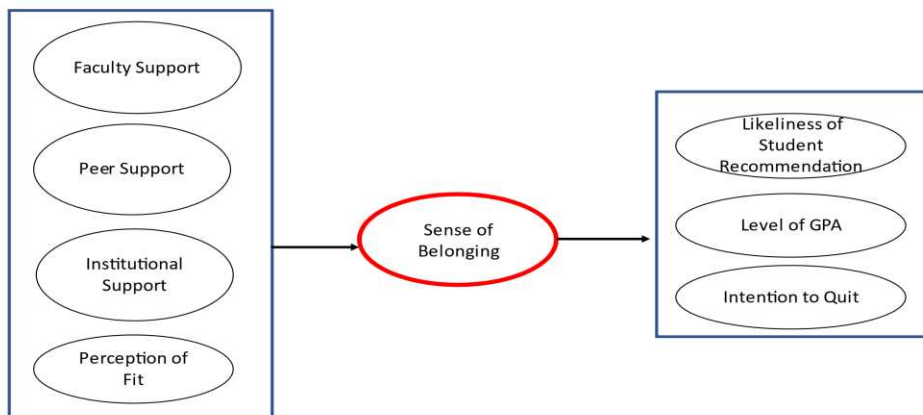 Faculty Support
Peer Support
Institutional
Support
Perception of
Fit
Sense of
Belonging
Likeliness of
Student
Recommendation
Level of GPA
Intention to Quit